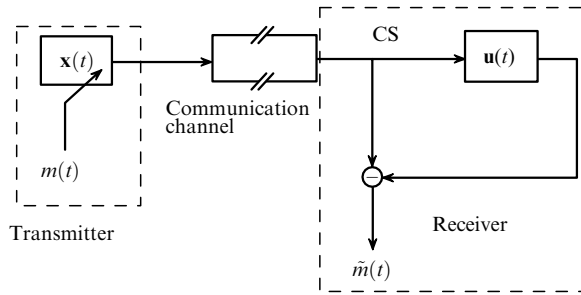 CS
x(t)
u(t)
Communication
channel
m(t)
−
Transmitter
Receiver
m̃(t)